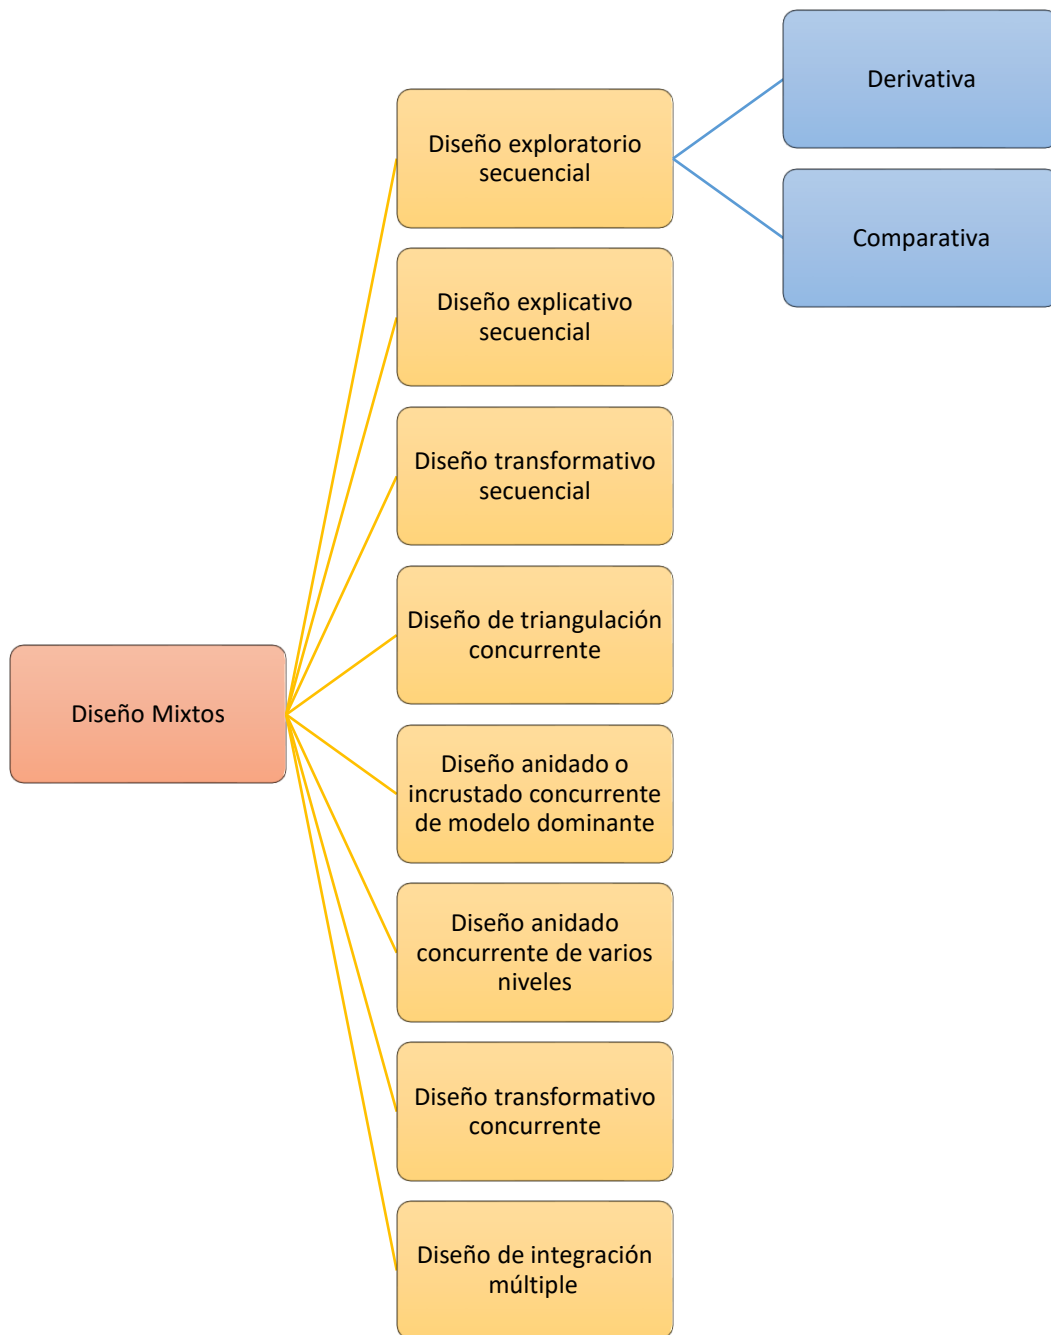 Derivativa
Diseño exploratorio
secuencial
Comparativa
Diseño explicativo
secuencial
Diseño transformativo
secuencial
Diseño de triangulación
concurrente
Diseño Mixtos
Diseño anidado o
incrustado concurrente
de modelo dominante
Diseño anidado
concurrente de varios
niveles
Diseño transformativo
concurrente
Diseño de integración
múltiple